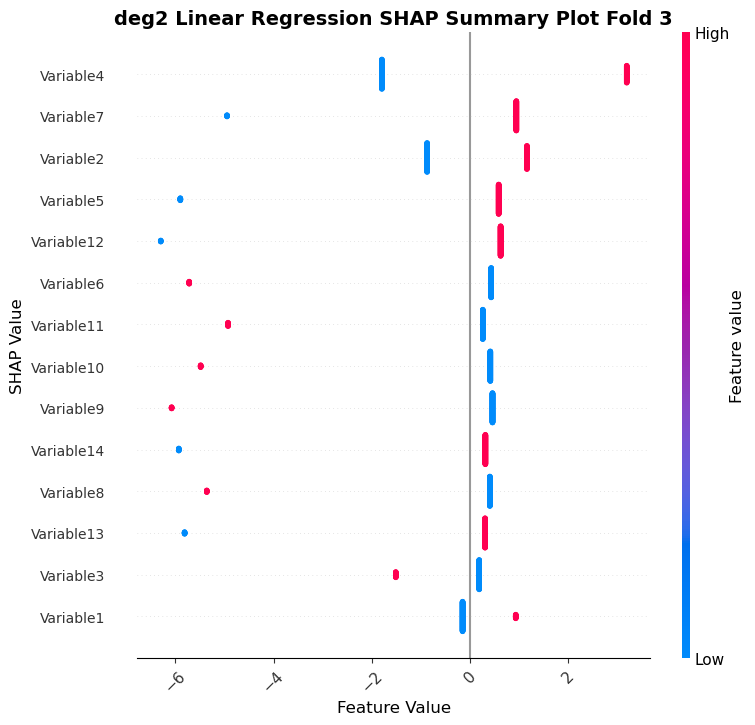 deg2 Linear Regression SHAP Summary Plot Fold 3
High
Variable4
Variable7
Variable2
Variable5
Variable12
Variable6
Variable11
Variable10
Variable9
Variable14
Variable8
Variable13
Variable3
Variable1
SHAP Value
Feature value
Low
−6 −4 −2 0 2
Feature Value